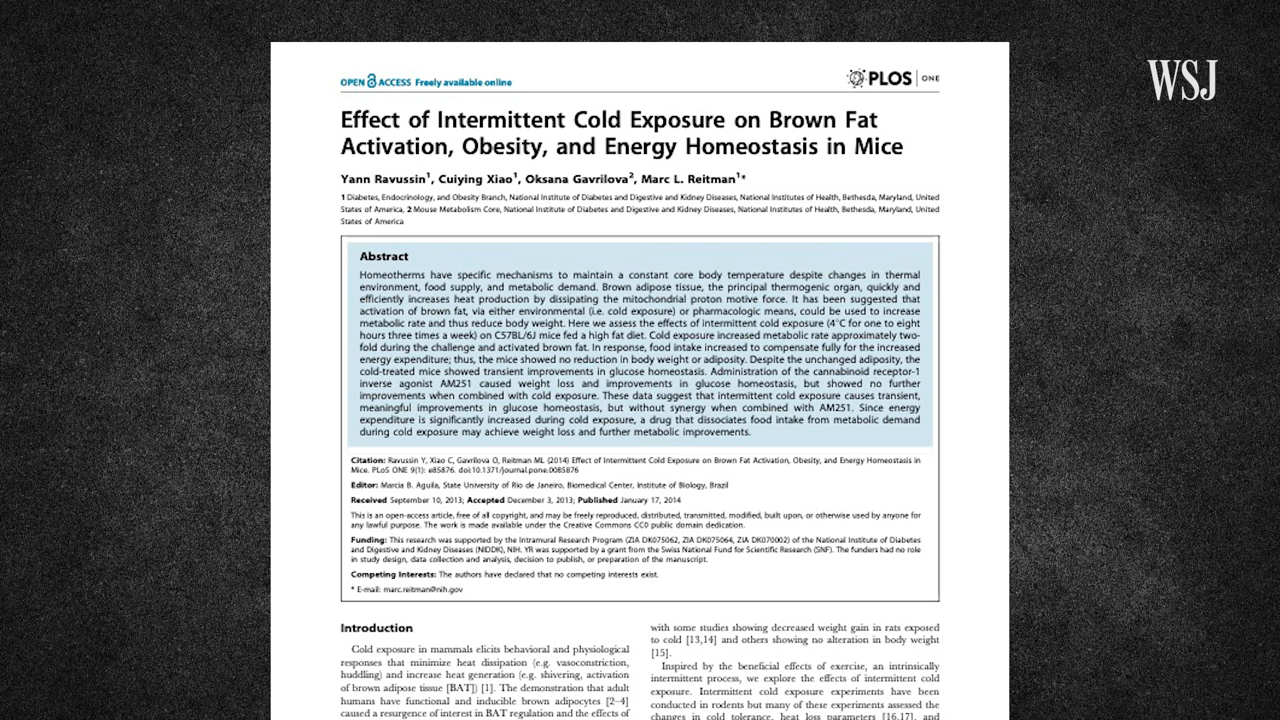 WSJ
OPEN ACCESS Freely available online
PLOS ONE
Effect of Intermittent Cold Exposure on Brown Fat
Activation, Obesity, and Energy Homeostasis in Mice
Yann Ravussin1, Cuiying Xiao1, Oksana Gavrilova2, Marc L. Reitman1*
1 Diabetes, Endocrinology, and Obesity Branch, National Institute of Diabetes and Digestive and Kidney Diseases, National Institutes of Health, Bethesda, Maryland, United
States of America, 2 Mouse Metabolism Core, National Institute of Diabetes and Digestive and Kidney Diseases, National Institutes of Health, Bethesda, Maryland, United
States of America
Abstract
Homeotherms have specific mechanisms to maintain a constant core body temperature despite changes in thermal
environment, food supply, and metabolic demand. Brown adipose tissue, the principal thermogenic organ, quickly and
efficiently increases heat production by dissipating the mitochondrial proton motive force. It has been suggested that
activation of brown fat, via either environmental (i.e. cold exposure) or pharmacologic means, could be used to increase
metabolic rate and thus reduce body weight. Here we assess the effects of intermittent cold exposure (4°C for one to eight
hours three times a week) on C57BL/6J mice fed a high fat diet. Cold exposure increased metabolic rate approximately two-
fold during the challenge and activated brown fat. In response, food intake increased to compensate fully for the increased
energy expenditure; thus, the mice showed no reduction in body weight or adiposity. Despite the unchanged adiposity, the
cold-treated mice showed transient improvements in glucose homeostasis. Administration of the cannabinoid receptor-1
inverse agonist AM251 caused weight loss and improvements in glucose homeostasis, but showed no further
improvements when combined with cold exposure. These data suggest that intermittent cold exposure causes transient,
meaningful improvements in glucose homeostasis, but without synergy when combined with AM251. Since energy
expenditure is significantly increased during cold exposure, a drug that dissociates food intake from metabolic demand
during cold exposure may achieve weight loss and further metabolic improvements.
Citation: Ravussin Y, Xiao C, Gavrilova O, Reitman ML (2014) Effect of Intermittent Cold Exposure on Brown Fat Activation, Obesity, and Energy Homeostasis in
Mice. PLoS ONE 9(1): e85876. doi:10.1371/journal.pone.0085876
Editor: Marcia B. Aguila, State University of Rio de Janeiro, Biomedical Center, Institute of Biology, Brazil
Received September 10, 2013; Accepted December 3, 2013; Published January 17, 2014
This is an open-access article, free of all copyright, and may be freely reproduced, distributed, transmitted, modified, built upon, or otherwise used by anyone for
any lawful purpose. The work is made available under the Creative Commons CC0 public domain dedication.
Funding: This research was supported by the Intramural Research Program (ZIA DK075062, ZIA DK075064, ZIA DK070002) of the National Institute of Diabetes
and Digestive and Kidney Diseases (NIDDK), NIH. YR was supported by a grant from the Swiss National Fund for Scientific Research (SNF). The funders had no role
in study design, data collection and analysis, decision to publish, or preparation of the manuscript.
Competing Interests: The authors have declared that no competing interests exist.
* E-mail: marc.reitman@nih.gov
Introduction
Cold exposure in mammals elicits behavioral and physiological
responses that minimize heat dissipation (e.g. vasoconstriction,
huddling) and increase heat generation (e.g. shivering, activation
of brown adipose tissue [BAT]) [1]. The demonstration that adult
humans have functional and inducible brown adipocytes [2–4]
caused a resurgence of interest in BAT regulation and the effects of
with some studies showing decreased weight gain in rats exposed
to cold [13,14] and others showing no alteration in body weight
[15].
Inspired by the beneficial effects of exercise, an intrinsically
intermittent process, we explore the effects of intermittent cold
exposure. Intermittent cold exposure experiments have been
conducted in rodents but many of these experiments assessed the
changes in cold tolerance, heat loss parameters [16,17], and